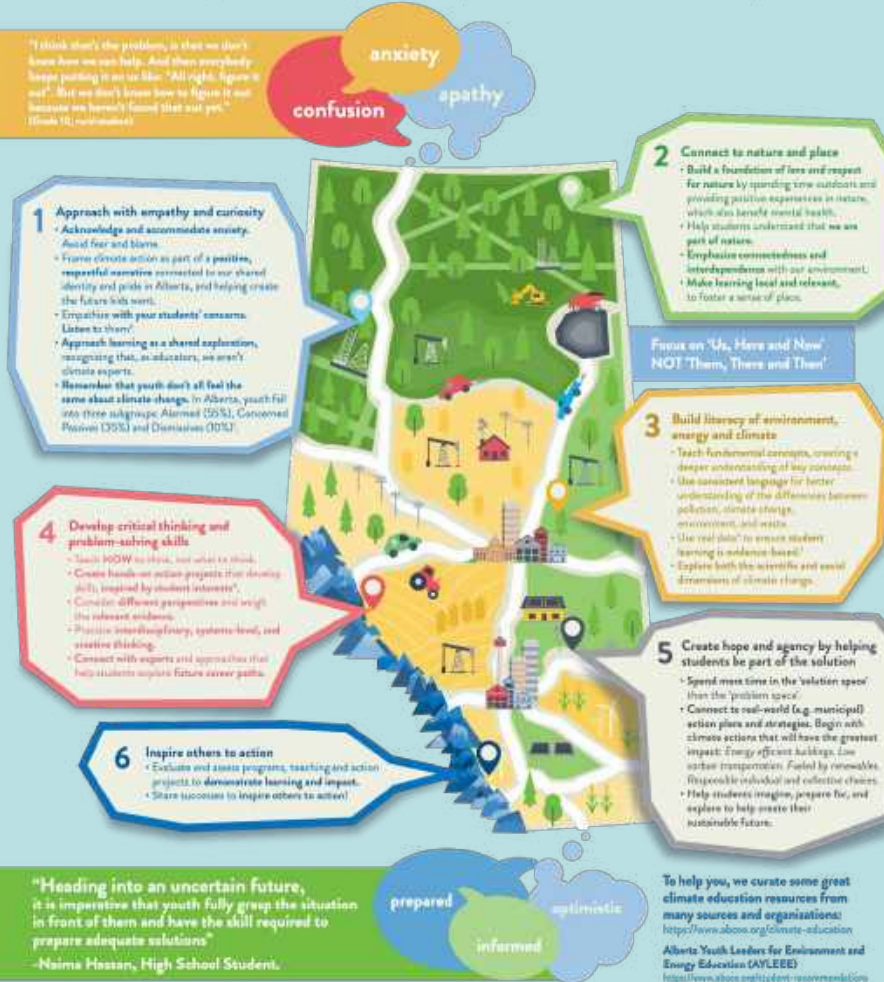 "I think that's the problem, is that we don't
know how we can help. And then everybody
keeps putting it on us like: "All right, figure it
out". But we don't know how to figure it out
because we haven't found that out yet."
(Grade 10, rural student)
anxiety
apathy
confusion
1 Approach with empathy and curiosity
• Acknowledge and accommodate anxiety.
Avoid fear and blame.
• Frame climate action as part of a positive,
respectful narrative connected to our shared
identity and pride in Alberta, and helping create
the future kids want.
• Empathize with your students' concerns.
Listen to them!
• Approach learning as a shared exploration,
recognizing that, as educators, we aren't
climate experts.
• Remember that youth don't all feel the
same about climate change. In Alberta, youth fall
into three subgroups: Alarmed (55%), Concerned
Passives (35%) and Dismissives (10%)
2 Connect to nature and place
• Build a foundation of love and respect
for nature by spending time outdoors and
providing positive experiences in nature,
which also benefit mental health.
• Help students understand that we are
part of nature.
• Emphasize connectedness and
interdependence with our environment.
• Make learning local and relevant,
to foster a sense of place.
Focus on 'Us, Here and Now'
NOT 'Them, There and Then'
3 Build literacy of environment,
energy and climate
• Teach fundamental concepts, creating a
deeper understanding of key concepts.
• Use consistent language for better
understanding of the differences between
pollution, climate change,
environment, and waste.
• Use real data* to ensure student
learning is evidence-based.
• Explore both the scientific and social
dimensions of climate change.
4 Develop critical thinking and
problem-solving skills
• Teach HOW to think, not what to think.
• Create hands-on action projects that develop
skills, inspired by student interests*.
• Consider different perspectives and weigh
the relevant evidence.
• Practice interdisciplinary, systems-level, and
creative thinking.
• Connect with experts and approaches that
help students explore future career paths.
5 Create hope and agency by helping
students be part of the solution
• Spend more time in the 'solution space'
than the 'problem space'.
• Connect to real-world (e.g. municipal)
action plans and strategies. Begin with
climate actions that will have the greatest
impact: Energy efficient buildings. Low
carbon transportation. Fueled by renewables.
Responsible individual and collective choices.
• Help students imagine, prepare for, and
explore to help create their
sustainable future.
6 Inspire others to action
• Evaluate and assess programs, teaching and action
projects to demonstrate learning and impact.
• Share successes to inspire others to action!
"Heading into an uncertain future,
it is imperative that youth fully grasp the situation
in front of them and have the skill required to
prepare adequate solutions"
-Naima Hassan, High School Student.
prepared
optimistic
informed
To help you, we curate some great
climate education resources from
many sources and organizations:
https://www.abcee.org/climate-education
Alberta Youth Leaders for Environment and
Energy Education (AYLEEE)
https://www.abcee.org/student-recommendations